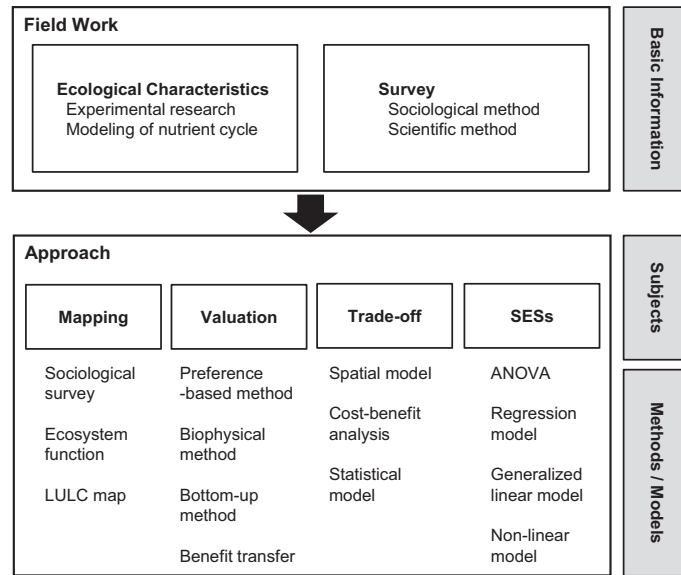 Field Work
Ecological Characteristics
Experimental research
Modeling of nutrient cycle
Survey
Sociological method
Scientific method
Basic Information
Approach
Mapping
Valuation
Trade-off
SESs
Subjects
Sociological
survey
Ecosystem
function
LULC map
Preference
-based method
Biophysical
method
Bottom-up
method
Benefit transfer
Spatial model
Cost-benefit
analysis
Statistical
model
ANOVA
Regression
model
Generalized
linear model
Non-linear
model
Methods / Models